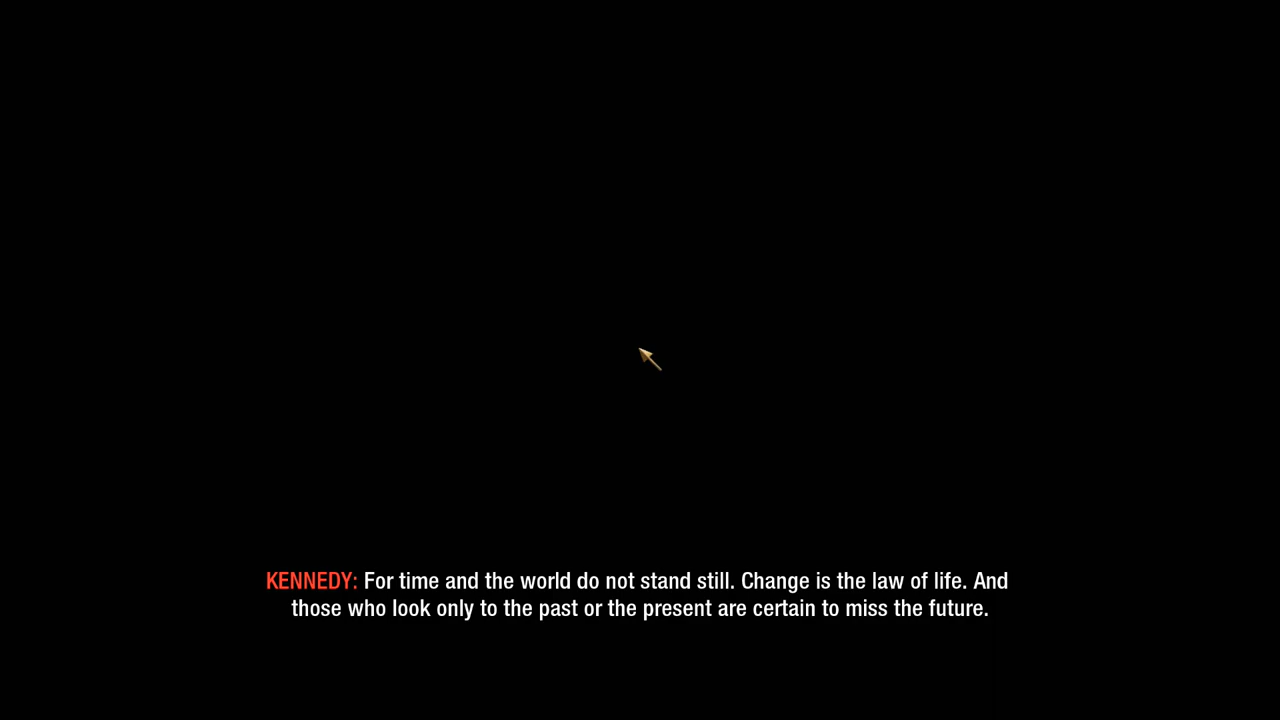 KENNEDY: For time and the world do not stand still. Change is the law of life. And
those who look only to the past or the present are certain to miss the future.